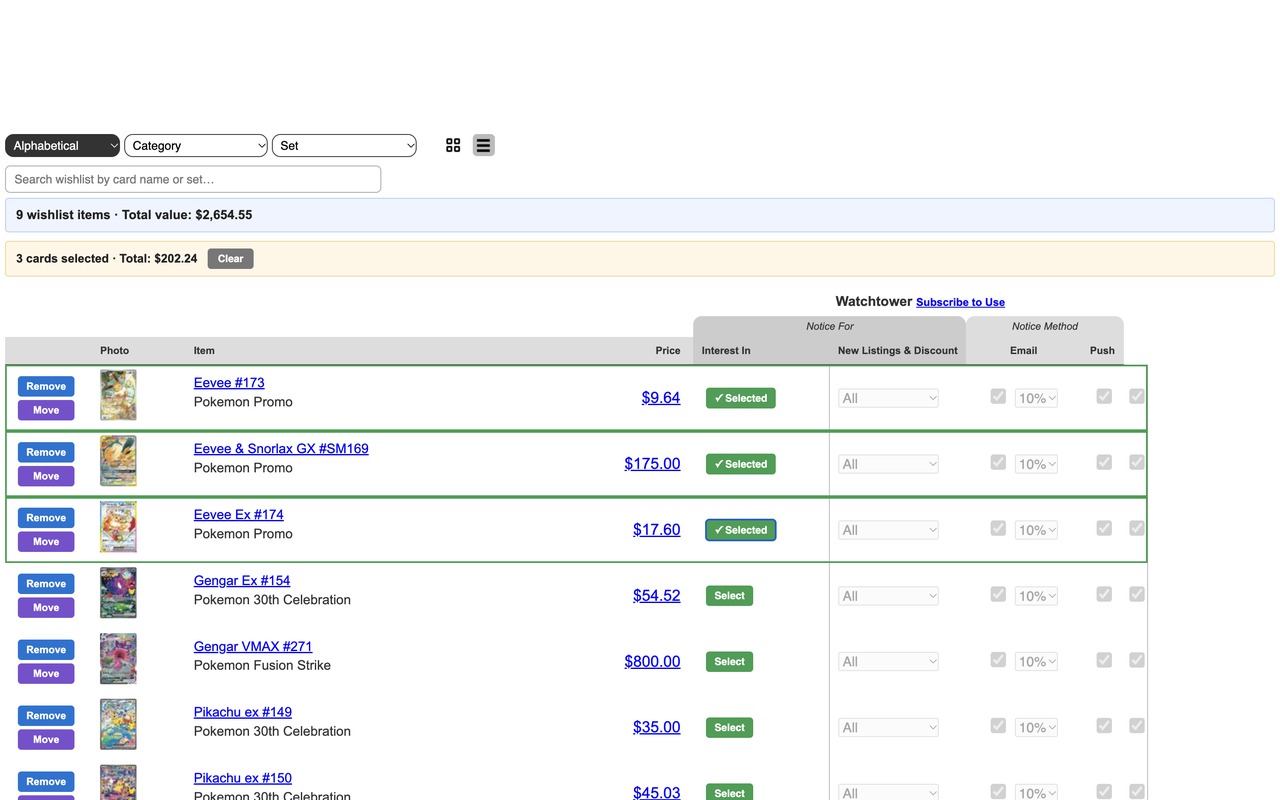 Alphabetical Category Set
Search wishlist by card name or set…
9 wishlist items · Total value: $2,654.55
3 cards selected · Total: $202.24 Clear
Watchtower Subscribe to Use
Notice For Notice Method
Photo Item Price Interest In New Listings & Discount Email Push
Remove Eevee #173
Move Pokemon Promo $9.64 ✓ Selected All 10%
Remove Eevee & Snorlax GX #SM169
Move Pokemon Promo $175.00 ✓ Selected All 10%
Remove Eevee Ex #174
Move Pokemon Promo $17.60 ✓ Selected All 10%
Remove Gengar Ex #154
Move Pokemon 30th Celebration $54.52 Select All 10%
Remove Gengar VMAX #271
Move Pokemon Fusion Strike $800.00 Select All 10%
Remove Pikachu ex #149
Move Pokemon 30th Celebration $35.00 Select All 10%
Remove Pikachu ex #150
Pokemon 30th Celebration $45.03 Select All 10%